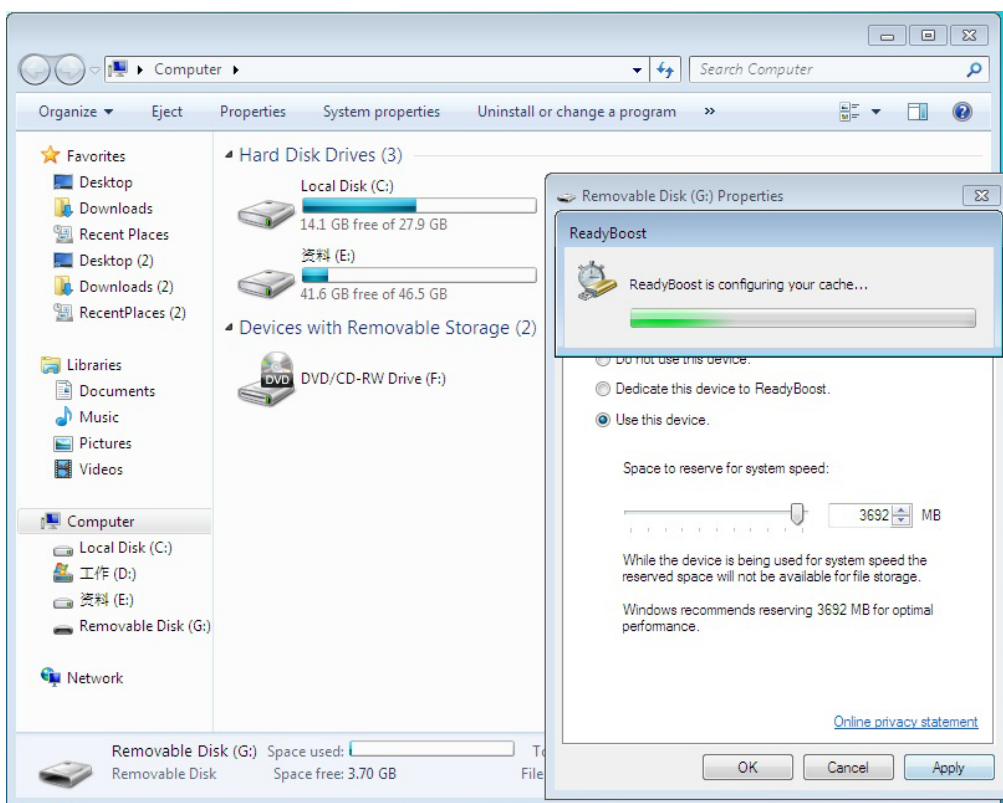 Computer
Search Computer
Organize
Eject
Properties
System properties
Uninstall or change a program
»
Favorites
Desktop
Downloads
Recent Places
Desktop (2)
Downloads (2)
RecentPlaces (2)
Libraries
Documents
Music
Pictures
Videos
Computer
Local Disk (C:)
工作 (D:)
资料 (E:)
Removable Disk (G:)
Network
Hard Disk Drives (3)
Local Disk (C:)
14.1 GB free of 27.9 GB
资料 (E:)
41.6 GB free of 46.5 GB
Devices with Removable Storage (2)
DVD
DVD/CD-RW Drive (F:)
Removable Disk (G:) Properties
ReadyBoost
ReadyBoost is configuring your cache...
Do not use this device.
Dedicate this device to ReadyBoost.
Use this device.
Space to reserve for system speed:
3692 MB
While the device is being used for system speed the
reserved space will not be available for file storage.
Windows recommends reserving 3692 MB for optimal
performance.
Online privacy statement
OK
Cancel
Apply
Removable Disk (G:) Space used:
Removable Disk Space free: 3.70 GB File